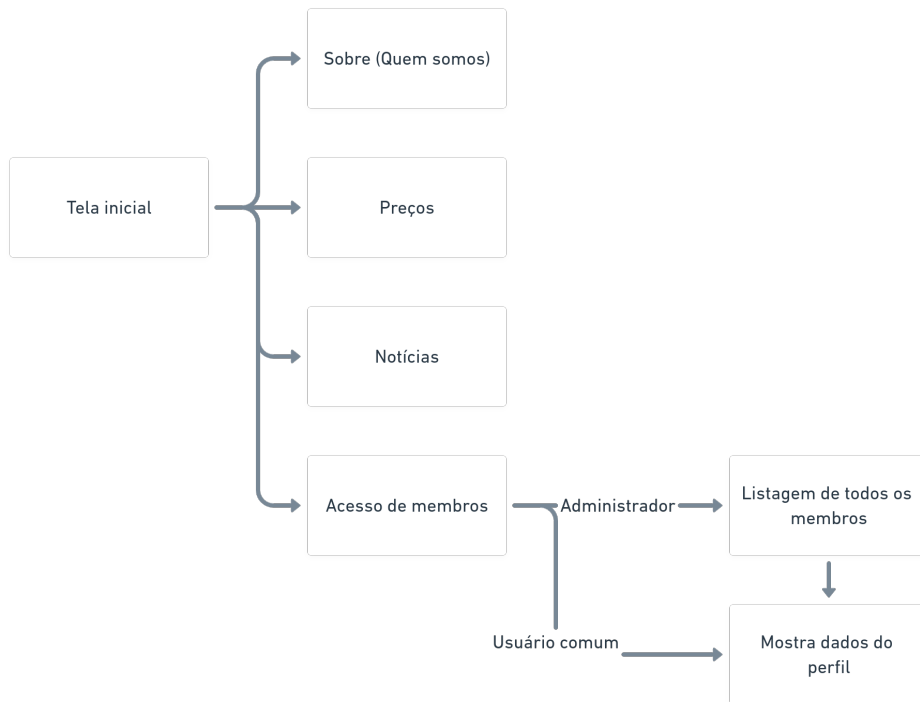 Sobre (Quem somos)
Tela inicial
Preços
Notícias
Acesso de membros
Administrador
Listagem de todos os
membros
Usuário comum
Mostra dados do
perfil